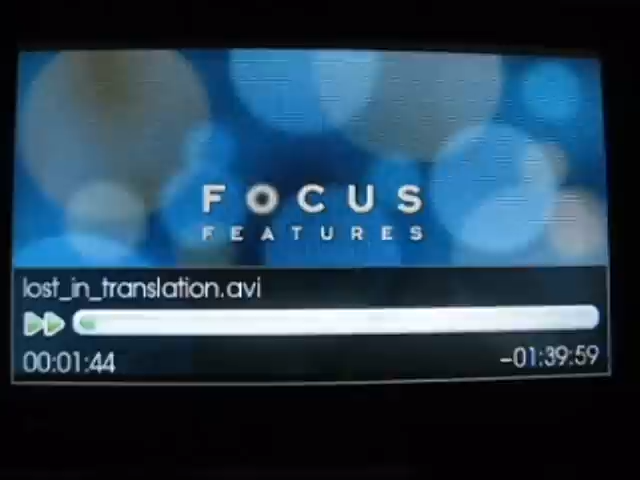 FOCUS
FEATURES
lost_in_translation.avi
00:01:44
-01:39:59